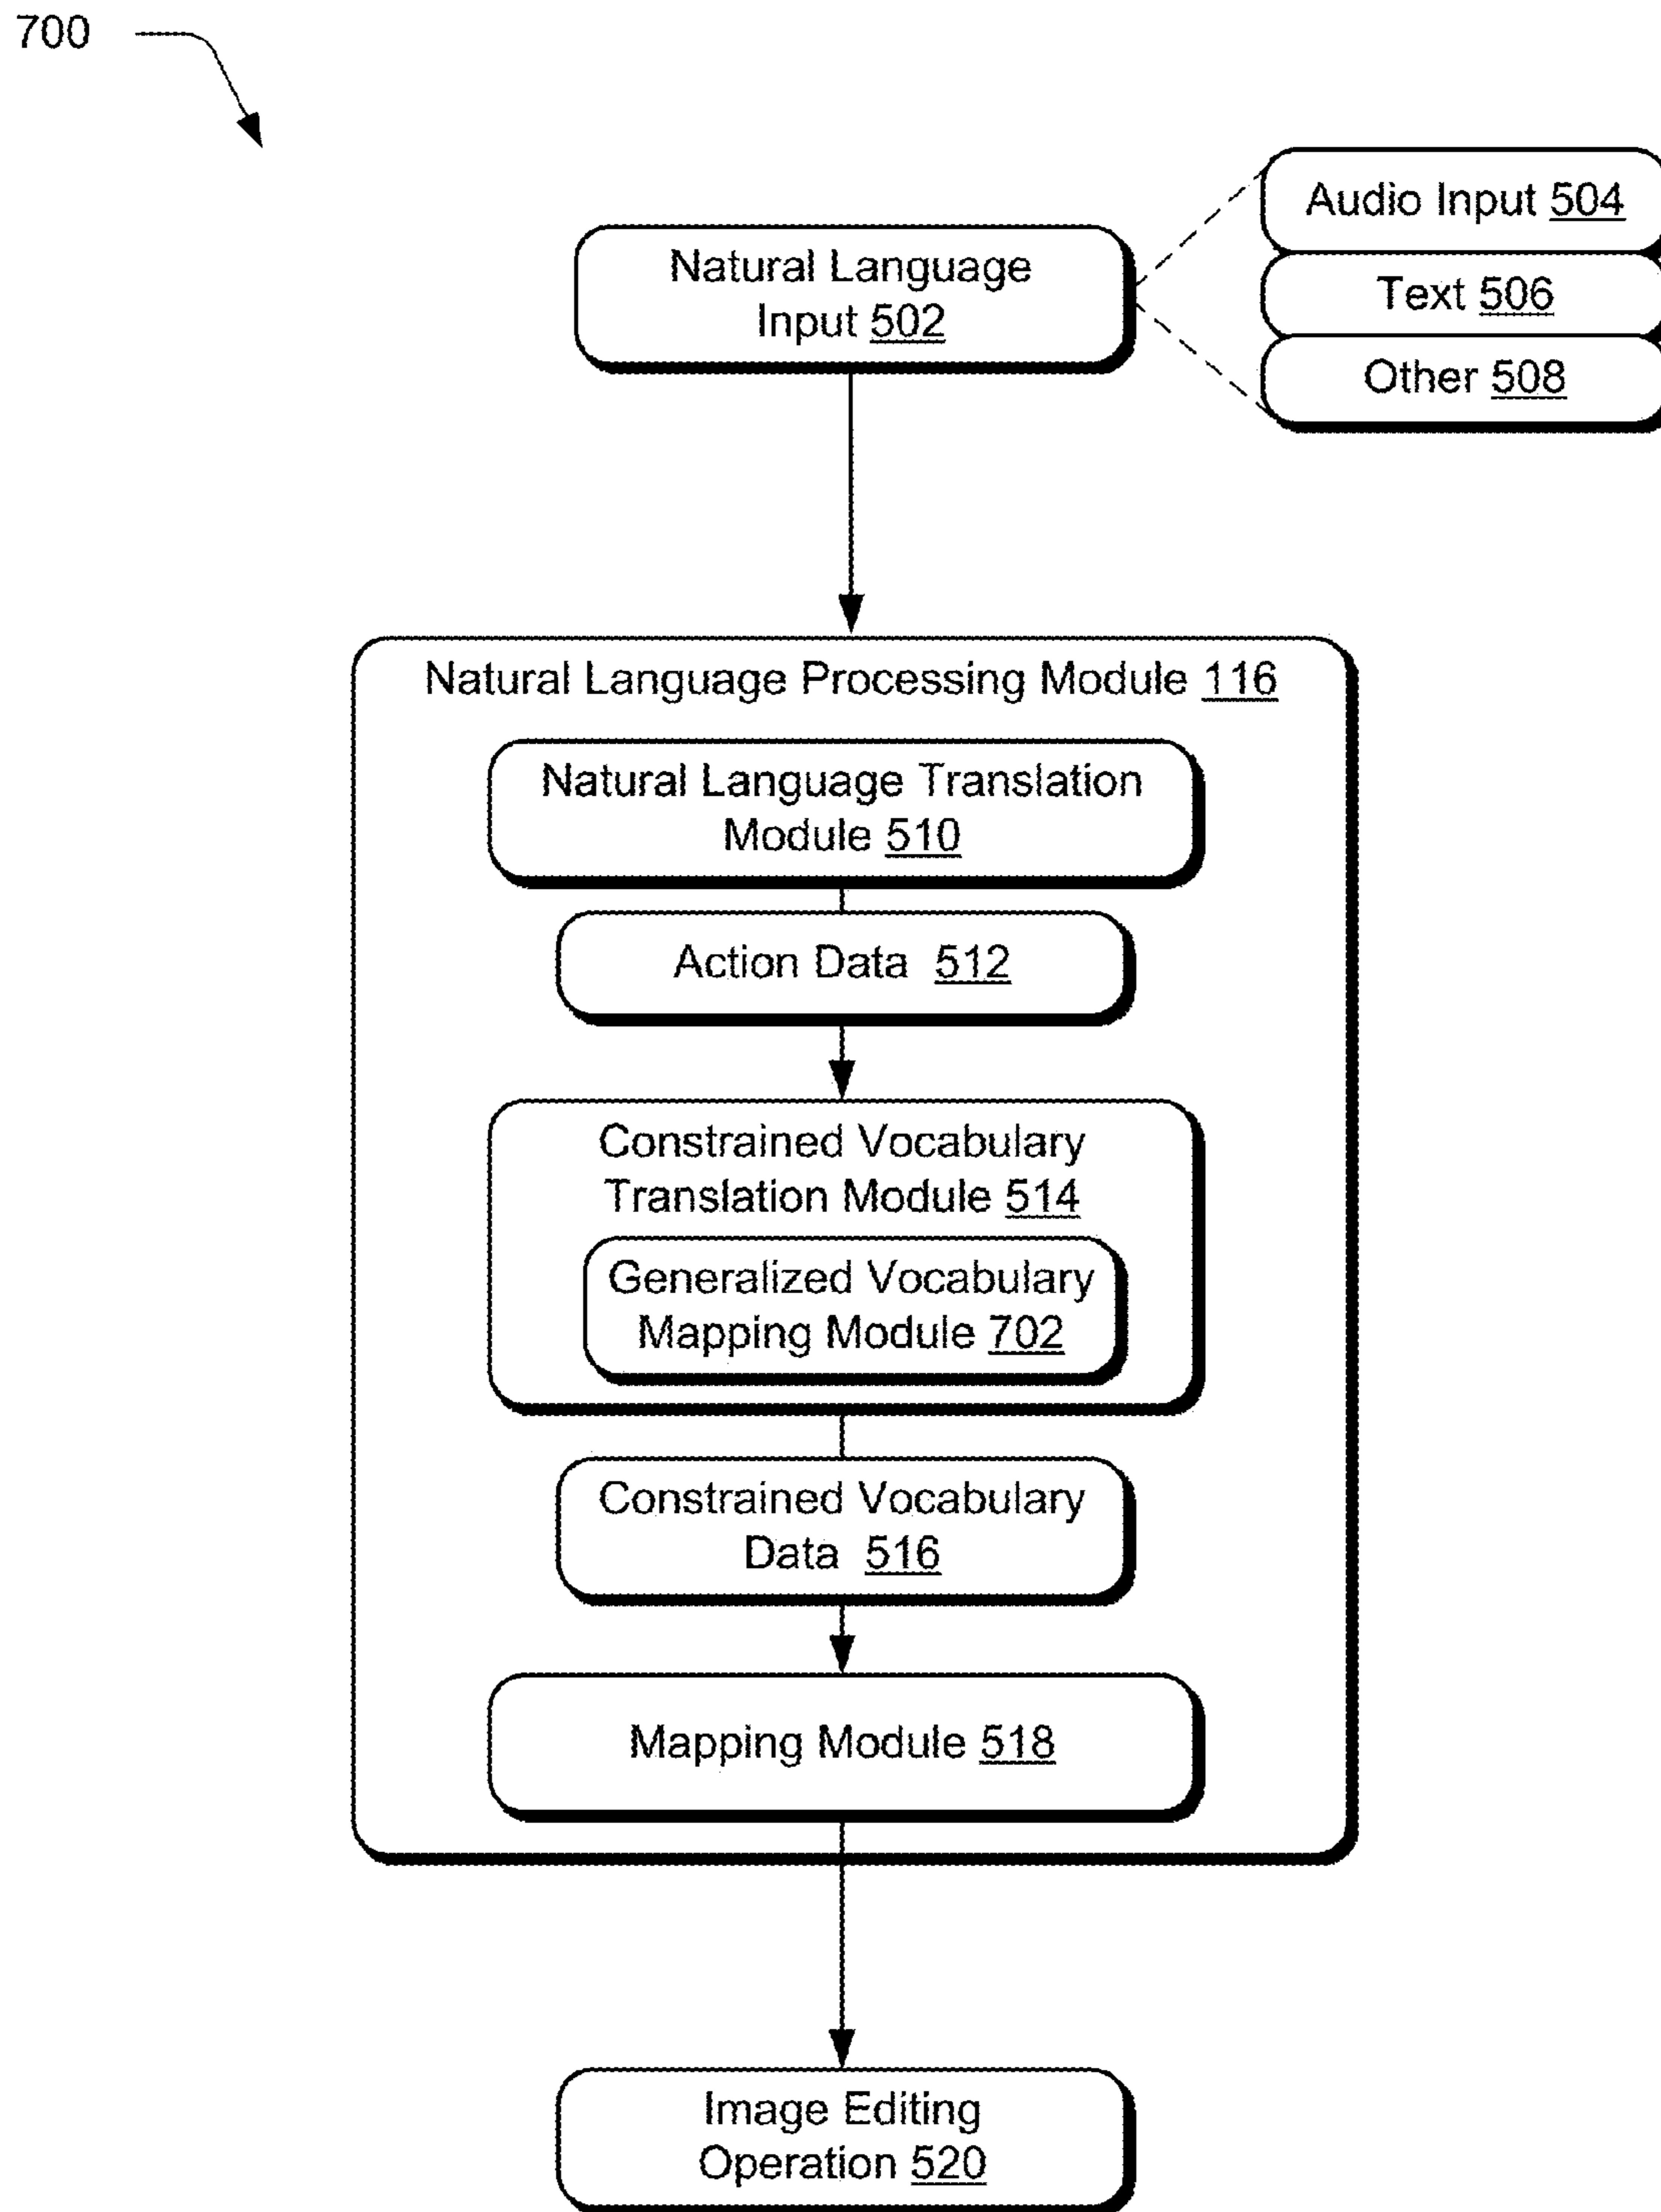 700
Natural Language
Input 502
Audio Input 504
Text 506
Other 508
Natural Language Processing Module 116
Natural Language Translation
Module 510
Action Data 512
Constrained Vocabulary
Translation Module 514
Generalized Vocabulary
Mapping Module 702
Constrained Vocabulary
Data 516
Mapping Module 518
Image Editing
Operation 520